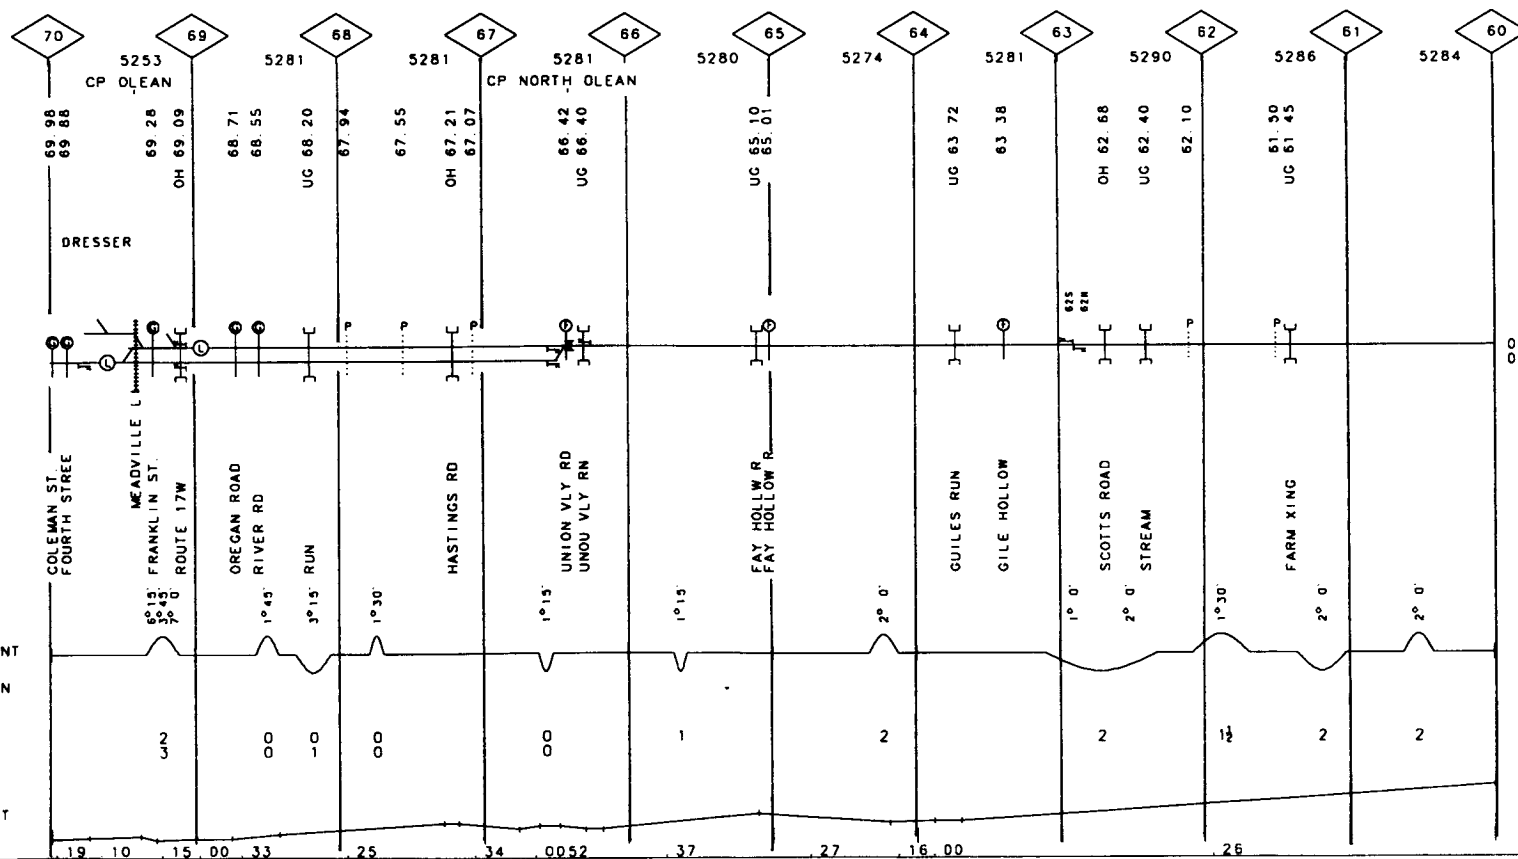 70 69 68 67 66 65 64 63 62 61 60
5253 5281 5281 5281 5280 5274 5281 5290 5286 5284
CP OLEAN
CP NORTH OLEAN
69.98
69 88
69.28
OH 69.09
68.71
68.55
UG 68.20
67.94
67.55
OH 67.21
67.07
66.42
UG 66.40
UG 65.10
65.01
UG 63 72
63 38
OH 62.68
UG 62.40
62.10
61.50
UG 61 45
DRESSER
62S
62N
G G G G G L L P P P P P P P P
0
0
COLEMAN ST.
FOURTH STREE
MEADVILLE L
FRANKLIN ST.
ROUTE 17W
OREGAN ROAD
RIVER RD
RUN
HASTINGS RD
UNION VLY RD
UNOU VLY RN
FAY HOLLW R
FAY HOLLOW R
GUILES RUN
GILE HOLLOW
SCOTTS ROAD
STREAM
FARM XING
6°15'
3°45'
7° 0'
1°45'
3°15'
1°30'
1°15'
1°15'
2° 0'
1° 0'
2° 0'
1°30'
2° 0'
2° 0'
NT
N
2 0 0 0 0 1 2 2 1½ 2 2
3 0 1 0 0
T
.19 .10 .15 .00 .33 .25 .34 .00 52 .37 .27 .16 .00 .26